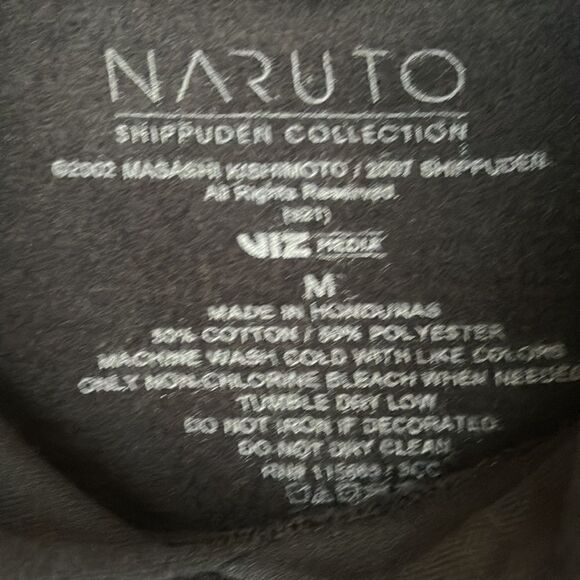 NARUTO
SHIPPUDEN COLLECTION
©2002 MASASHI KISHIMOTO / 2007 SHIPPUDEN
All Rights Reserved.
VIZ MEDIA
M
MADE IN HONDURAS
50% COTTON / 50% POLYESTER
MACHINE WASH COLD WITH LIKE COLORS
ONLY NON-CHLORINE BLEACH WHEN NEEDED
TUMBLE DRY LOW
DO NOT IRON IF DECORATED
DO NOT DRY CLEAN